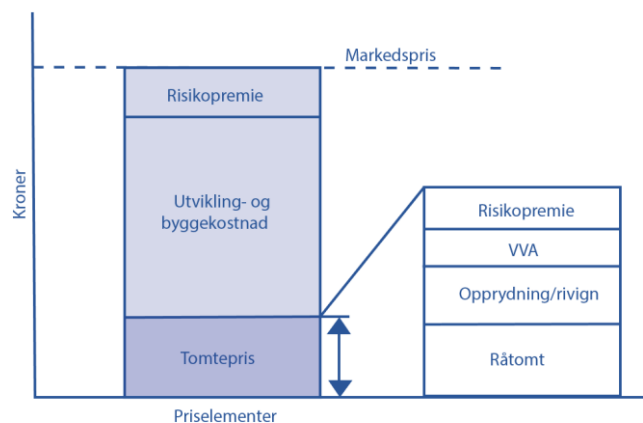 Markedspris
Risikopremie
Utvikling- og
byggekostnad
Tomtepris
Kroner
Priselementer
Risikopremie
VVA
Opprydning/rivign
Råtomt